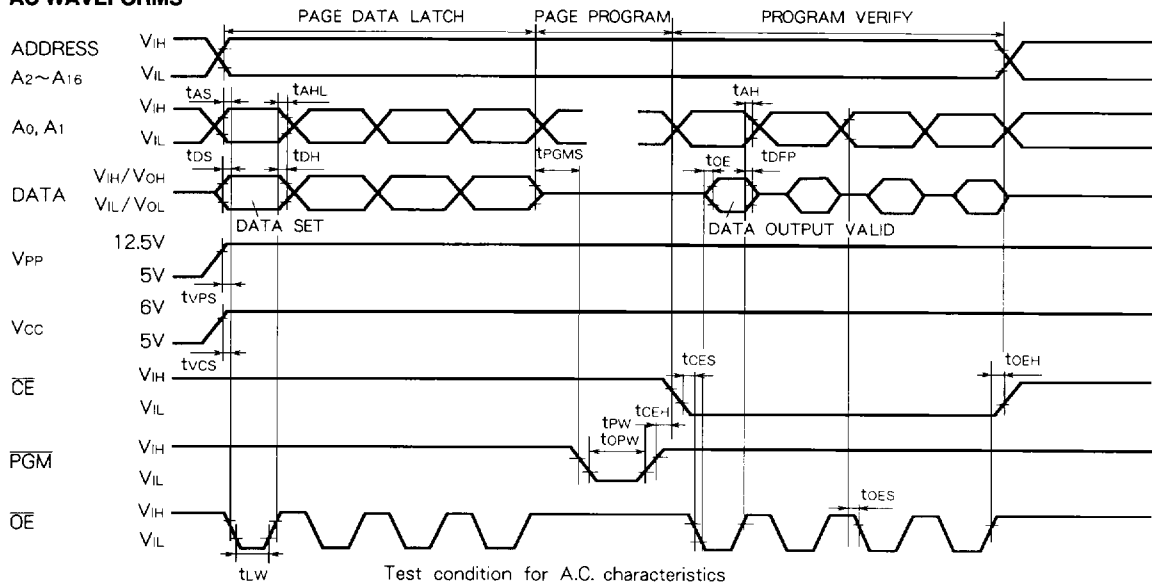 AC WAVEFORMS
PAGE DATA LATCH PAGE PROGRAM PROGRAM VERIFY
ADDRESS
A2~A16
VIH
VIL
tAS tAHL tAH
A0, A1
VIH
VIL
tDS tDH tPGMS tOE tDFP
DATA
VIH/VOH
VIL/VOL
DATA SET DATA OUTPUT VALID
VPP
12.5V
5V
tVPS
VCC
6V
5V
tVCS
tCES tOEH
CE
VIH
VIL
tPW tCEH
tOPW
PGM
VIH
VIL
OE
VIH
VIL
tOES
tLW
Test condition for A.C. characteristics